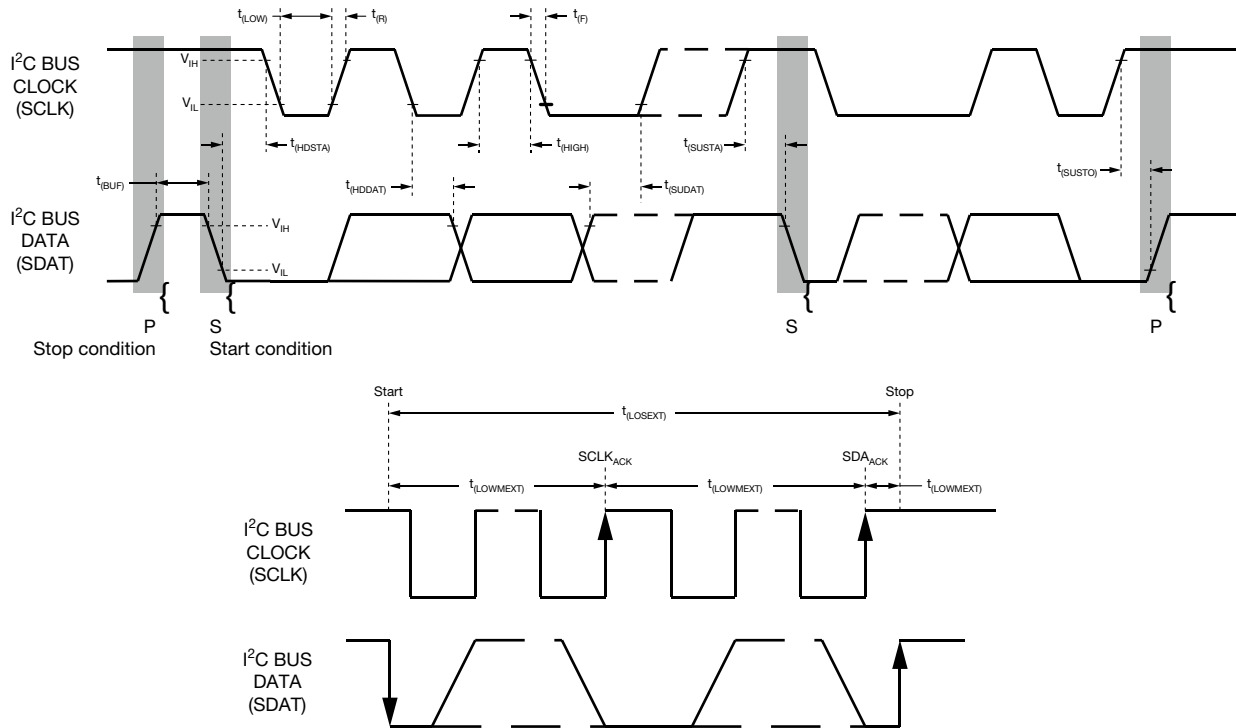 t(LOW)
t(R)
t(F)
I²C BUS
CLOCK
(SCLK)
VIH
VIL
t(HDSTA)
t(HIGH)
t(SUSTA)
t(SUSTO)
t(BUF)
t(HDDAT)
t(SUDAT)
I²C BUS
DATA
(SDAT)
VIH
VIL
{
{
{
{
P
S
S
P
Stop condition
Start condition
Start
Stop
t(LOSEXT)
SCLKACK
SDAACK
t(LOWMEXT)
t(LOWMEXT)
t(LOWMEXT)
I²C BUS
CLOCK
(SCLK)
I²C BUS
DATA
(SDAT)